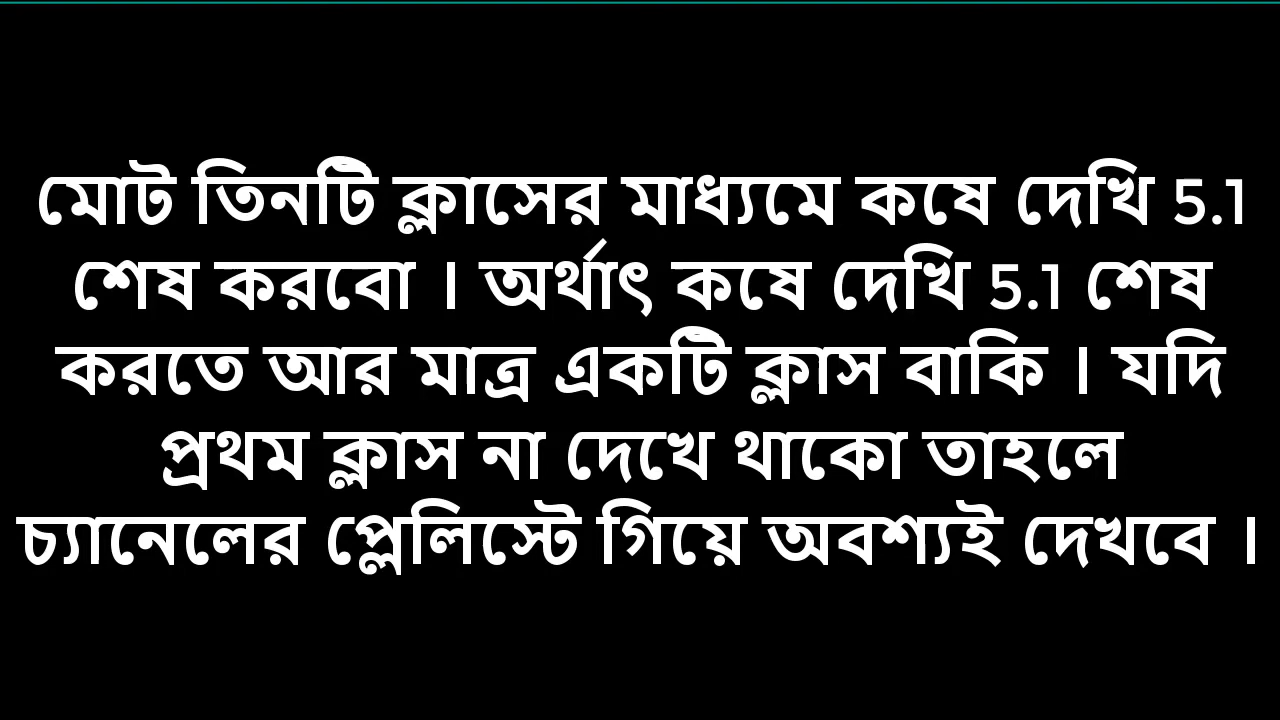 মোট তিনটি ক্লাসের মাধ্যমে কষে দেখি 5.1
শেষ করবো । অর্থাৎ কষে দেখি 5.1 শেষ
করতে আর মাত্র একটি ক্লাস বাকি । যদি
প্রথম ক্লাস না দেখে থাকো তাহলে
চ্যানেলের প্লেলিস্টে গিয়ে অবশ্যই দেখবে ।